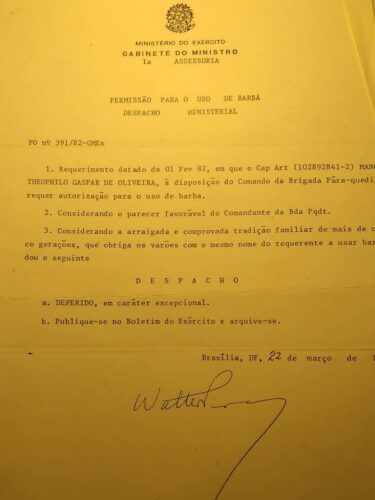 MINISTÉRIO DO EXÉRCITO
GABINETE DO MINISTRO
1a ASSESSORIA
PERMISSÃO PARA O USO DE BARBA
DESPACHO MINISTERIAL
PO nº 391/82-GMEx
1. Requerimento datado de 01 Fev 82, em que o Cap Art (102892841-2) MANO
THEOPHILO GASPAR DE OLIVEIRA, à disposição do Comando da Brigada Pára-quedi
requer autorização para o uso de barba.
2. Considerando o parecer favorável do Comandante da Bda Pqdt.
3. Considerando a arraigada e comprovada tradição familiar de mais de c
co gerações, que obriga os varões com o mesmo nome do requerente a usar barb
dou o seguinte
D E S P A C H O
a. DEFERIDO, em caráter excepcional.
b. Publique-se no Boletim do Exército e arquive-se.
Brasília, DF, 22 de março de 1
Walter